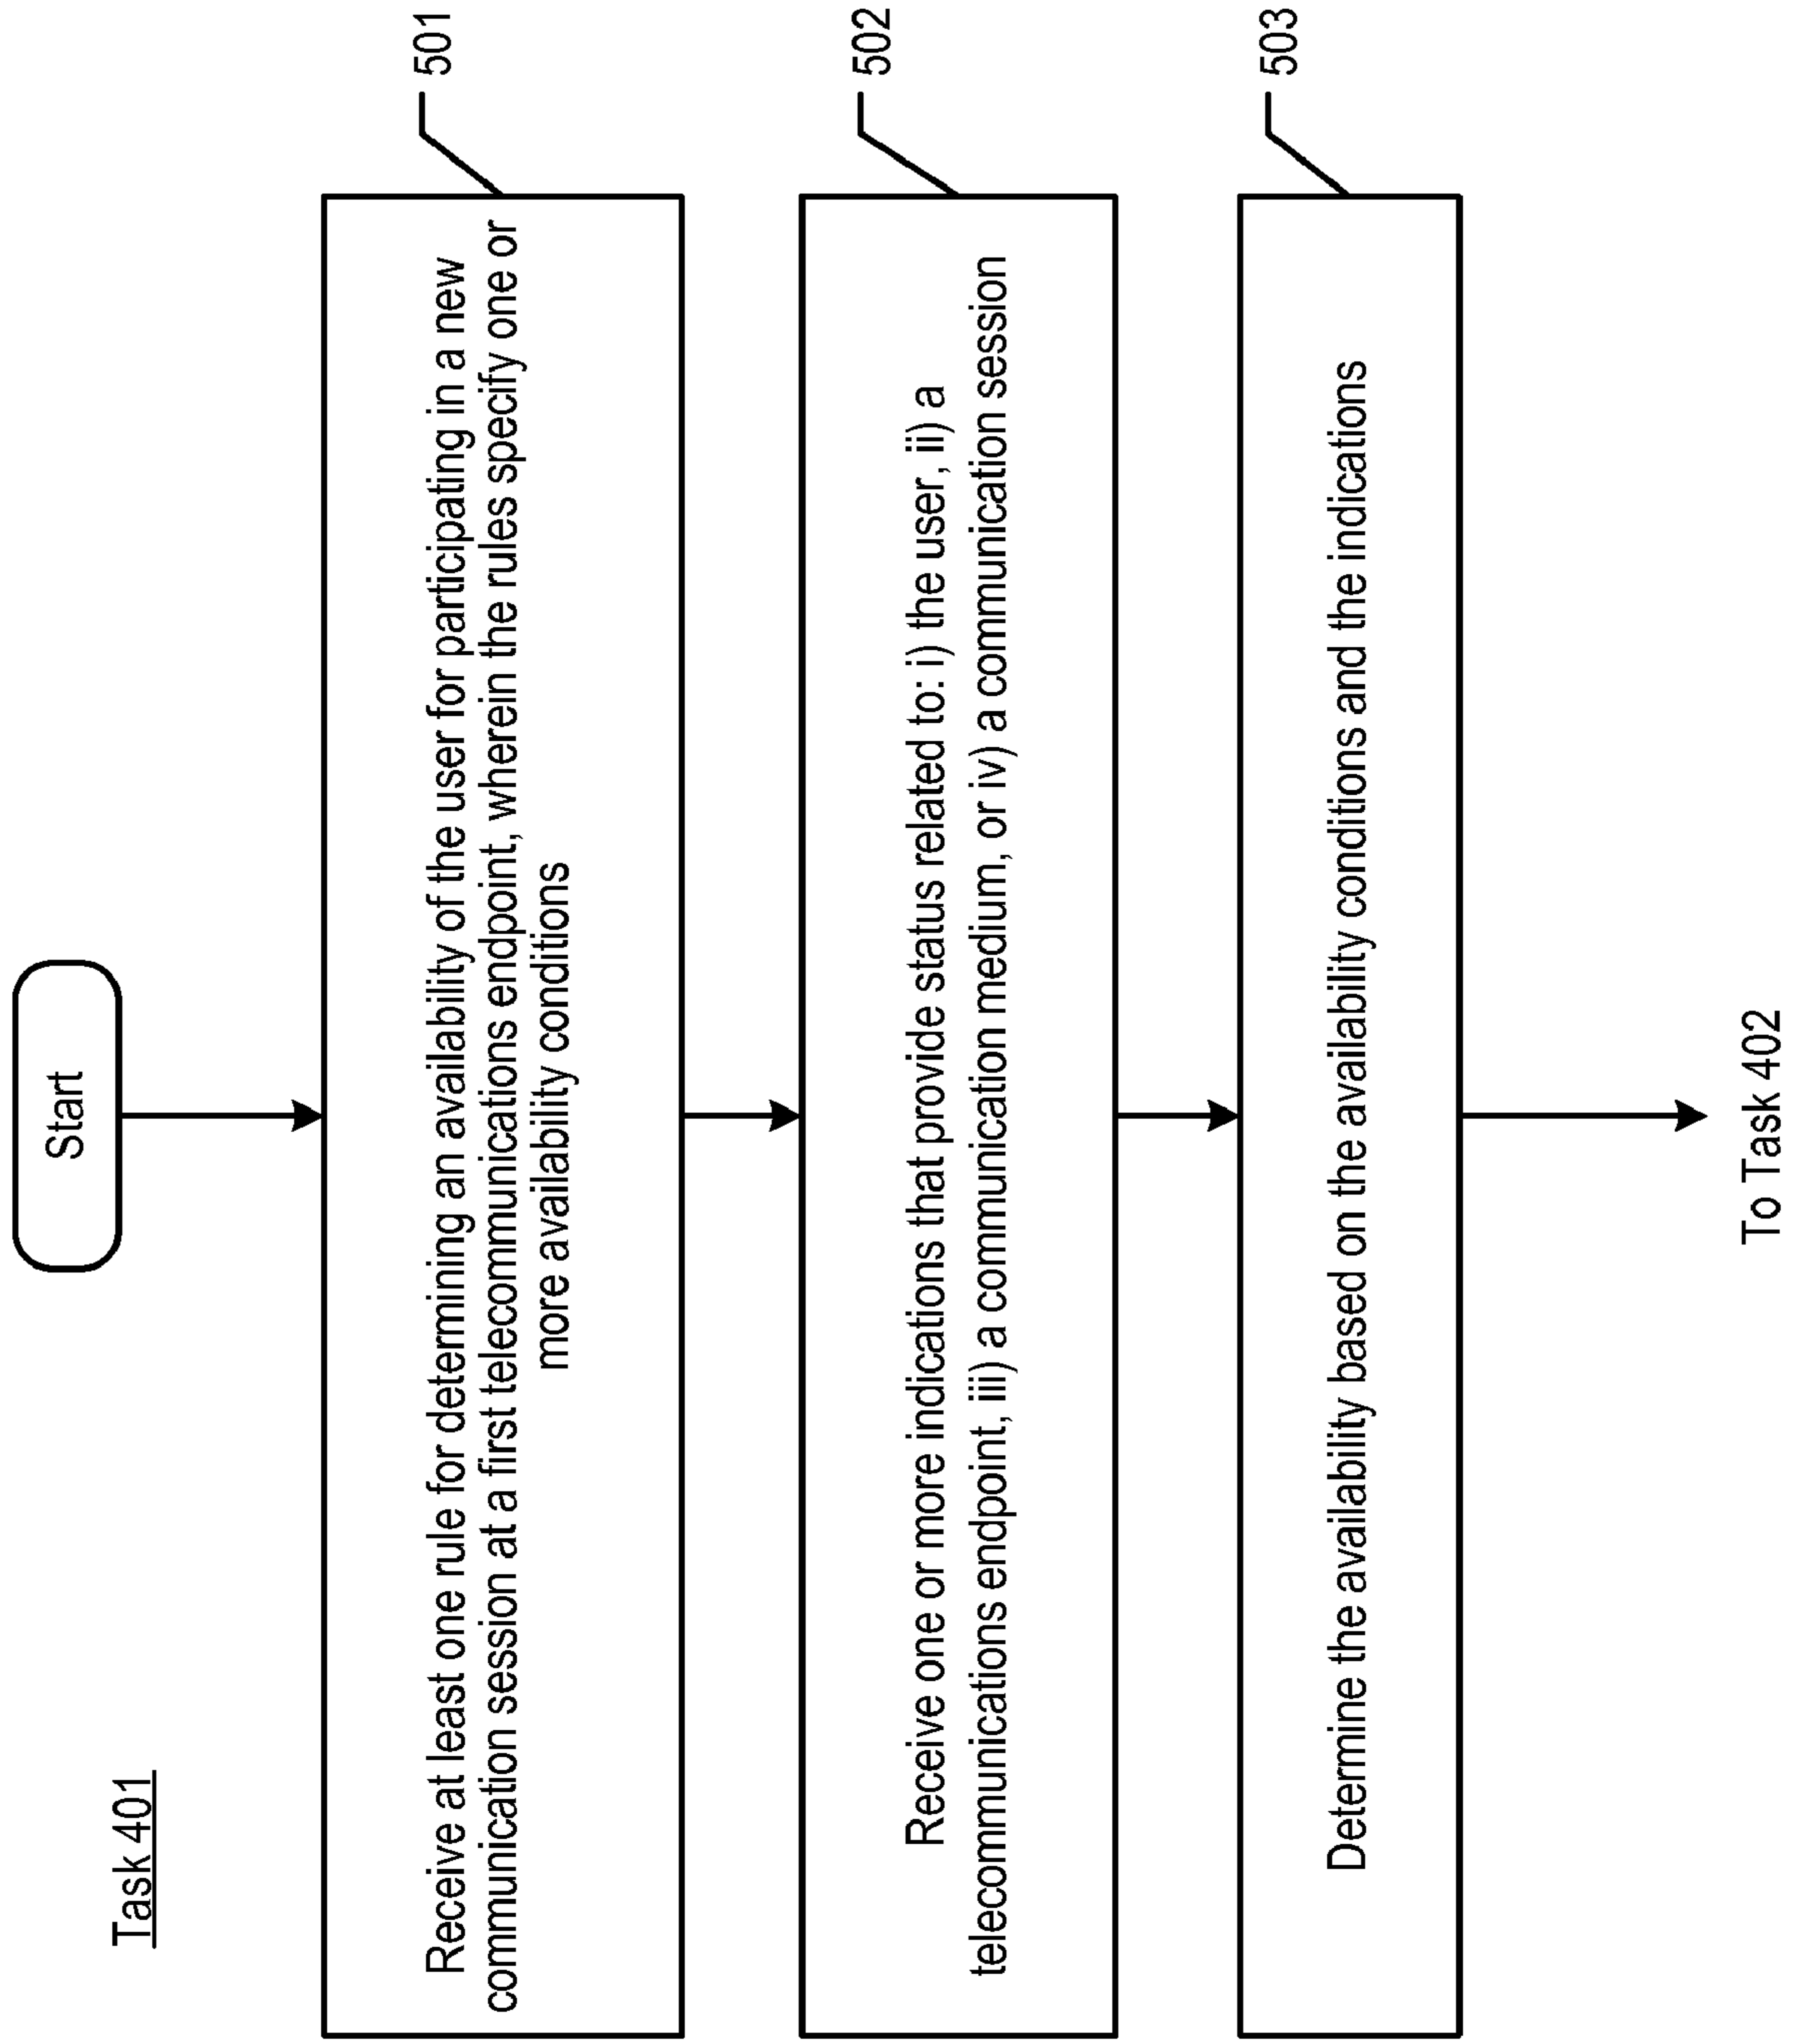 Task 401
Start
Receive at least one rule for determining an availability of the user for participating in a new
communication session at a first telecommunications endpoint, wherein the rules specify one or
more availability conditions
501
Receive one or more indications that provide status related to: i) the user, ii) a
telecommunications endpoint, iii) a communication medium, or iv) a communication session
502
Determine the availability based on the availability conditions and the indications
503
To Task 402